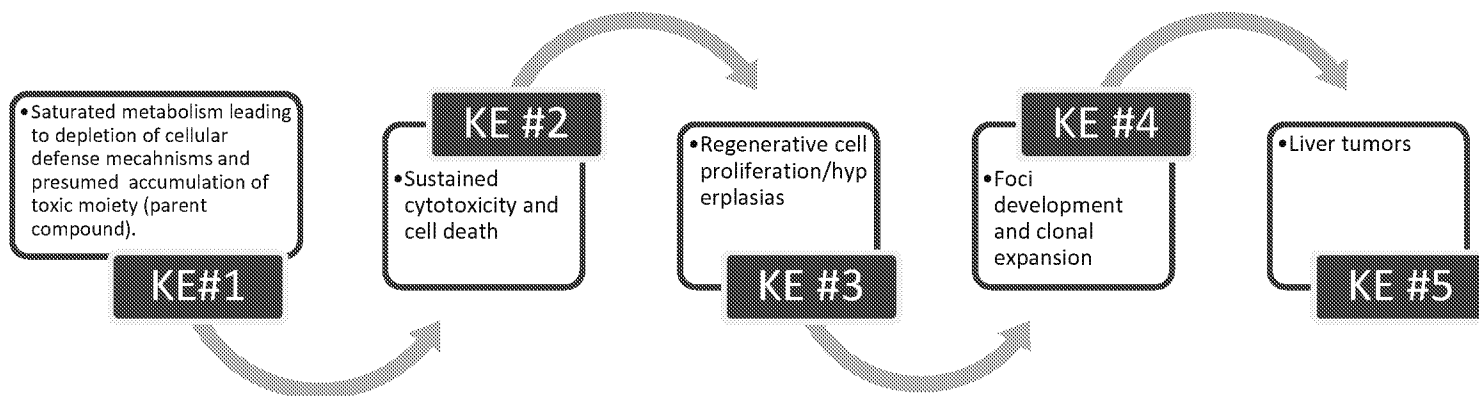 •Saturated metabolism leading
to depletion of cellular
defense mecahnisms and
presumed accumulation of
toxic moiety (parent
compound).
KE#1
KE #2
•Sustained
cytotoxicity and
cell death
•Regenerative cell
proliferation/hyp
erplasias
KE #3
KE #4
•Foci
development
and clonal
expansion
•Liver tumors
KE #5